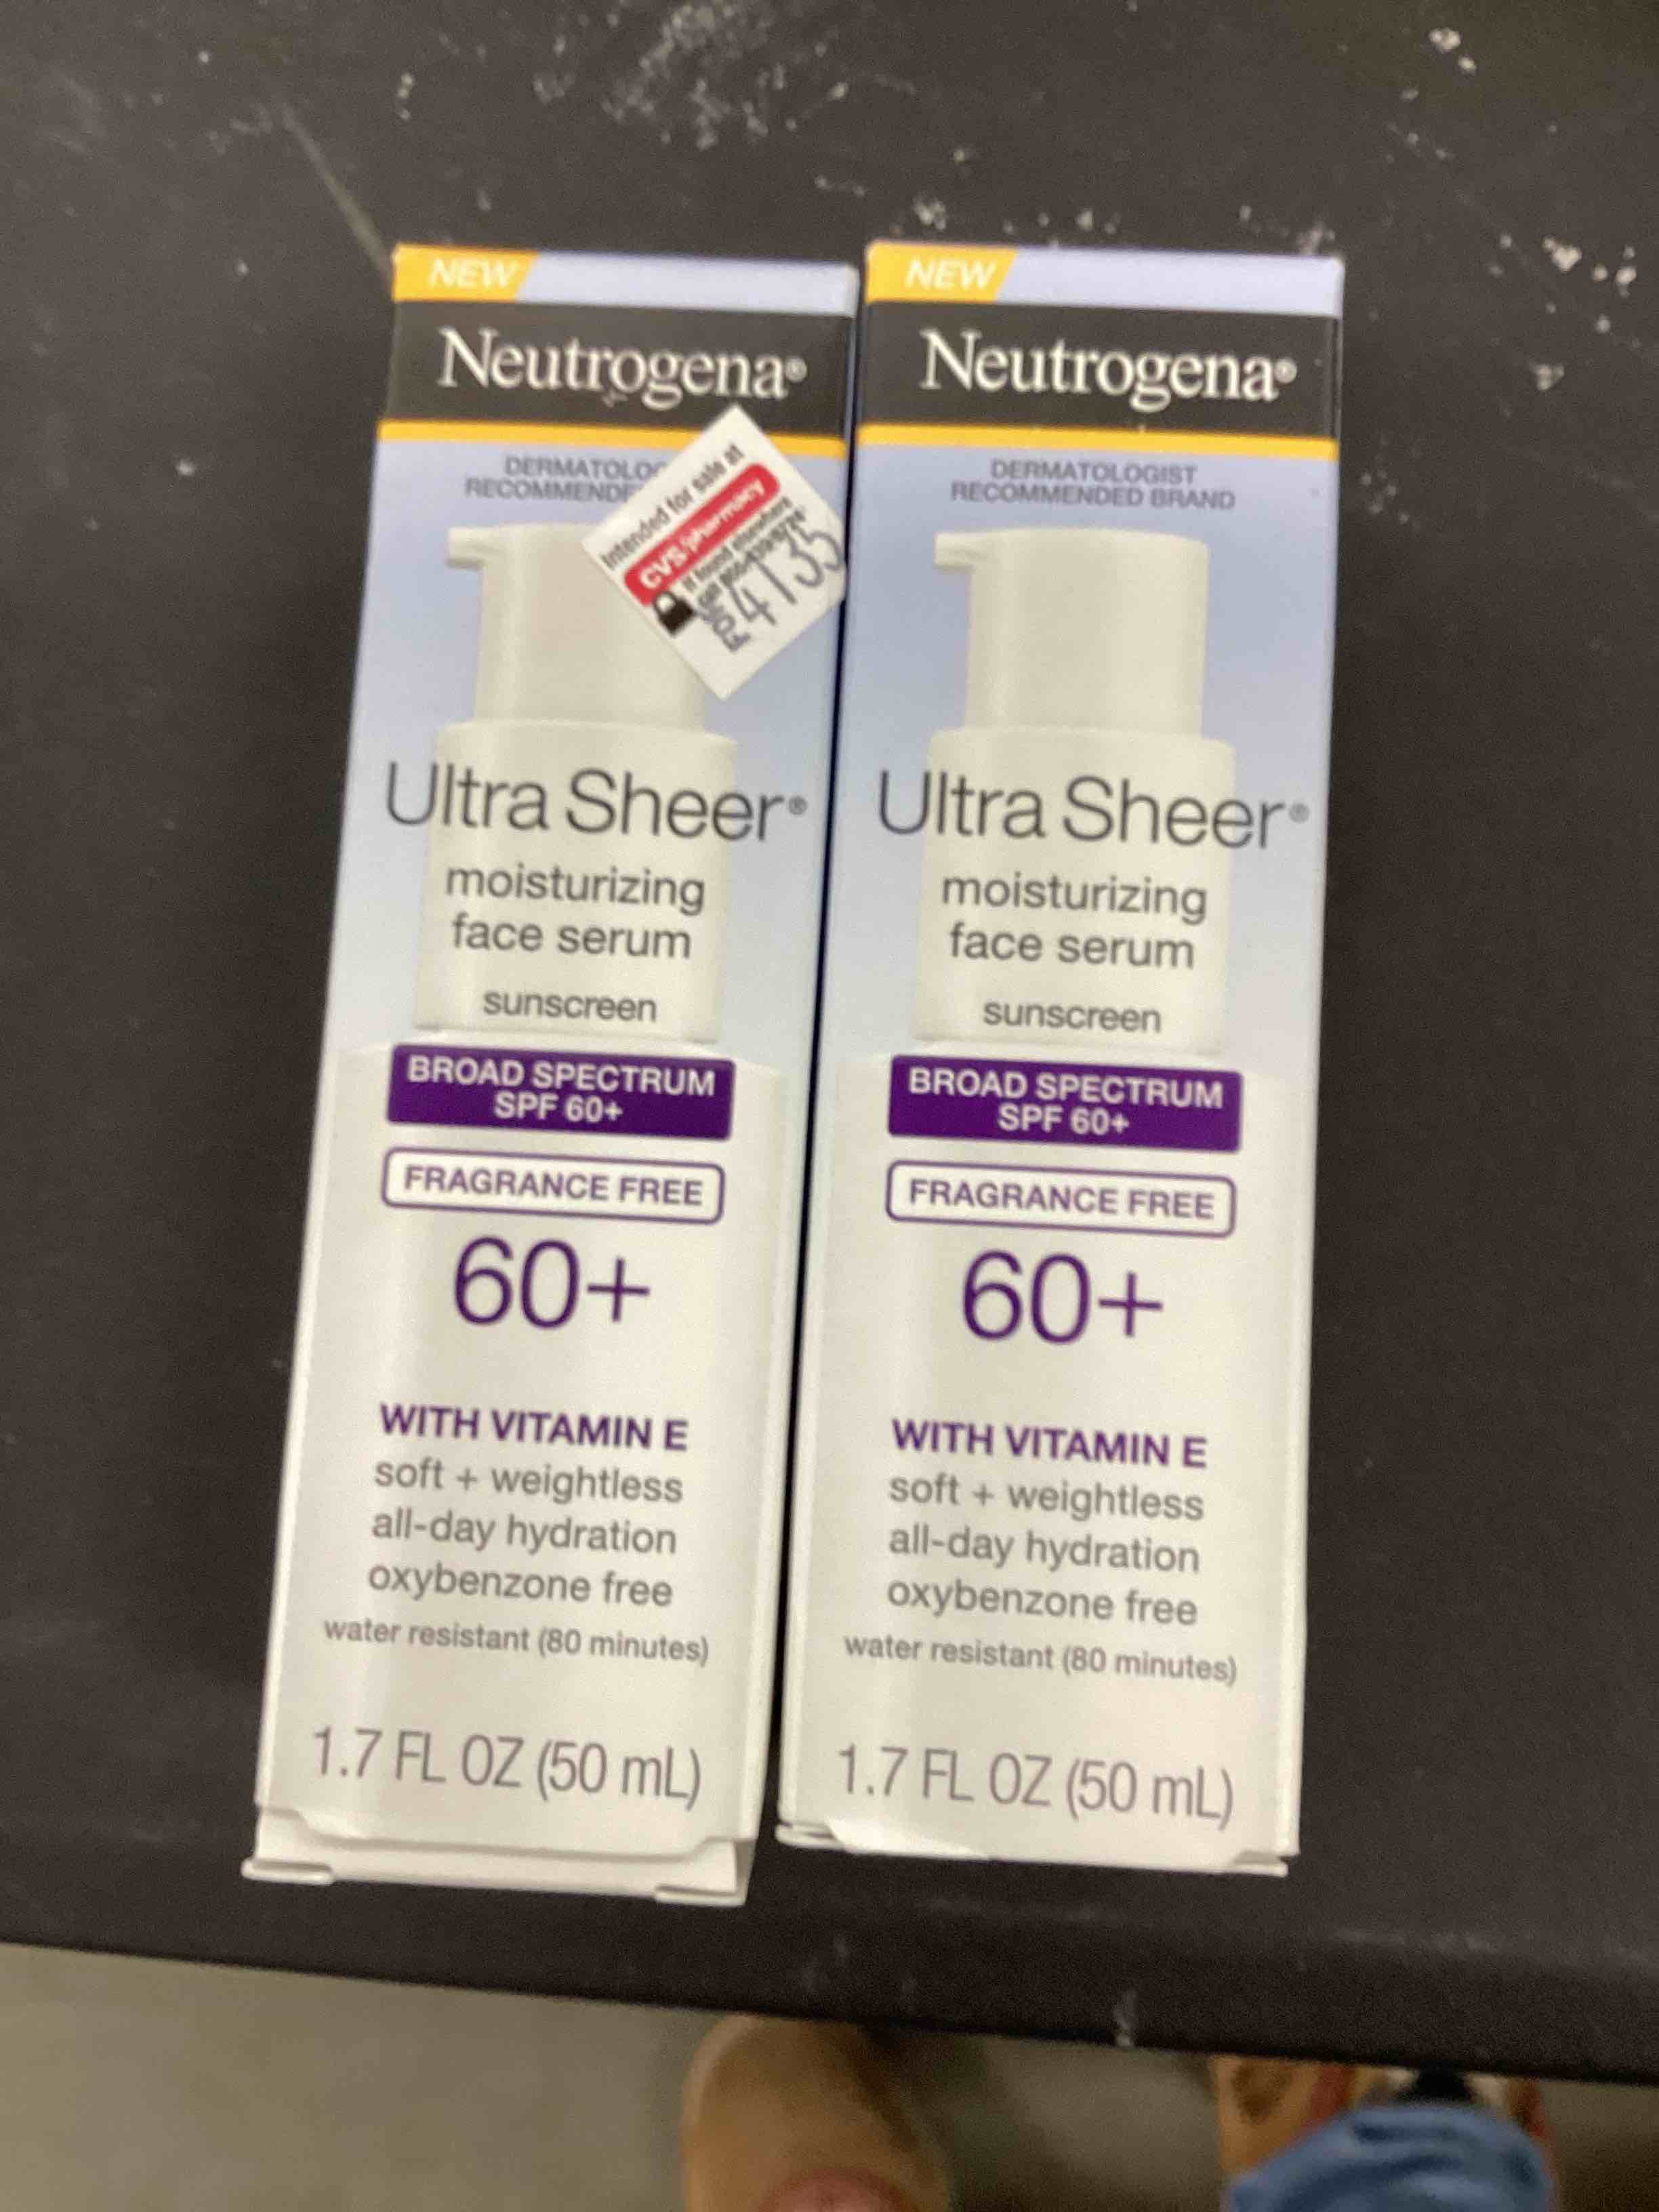 NEW
Neutrogena®
DERMATOLOG
RECOMMENDE
Intended for sale at
CVS/pharmacy
If found elsewhere
4135
Ultra Sheer®
moisturizing
face serum
sunscreen
BROAD SPECTRUM
SPF 60+
FRAGRANCE FREE
60+
WITH VITAMIN E
soft + weightless
all-day hydration
oxybenzone free
water resistant (80 minutes)
1.7 FL OZ (50 mL)
NEW
Neutrogena®
DERMATOLOGIST
RECOMMENDED BRAND
Ultra Sheer®
moisturizing
face serum
sunscreen
BROAD SPECTRUM
SPF 60+
FRAGRANCE FREE
60+
WITH VITAMIN E
soft + weightless
all-day hydration
oxybenzone free
water resistant (80 minutes)
1.7 FL OZ (50 mL)